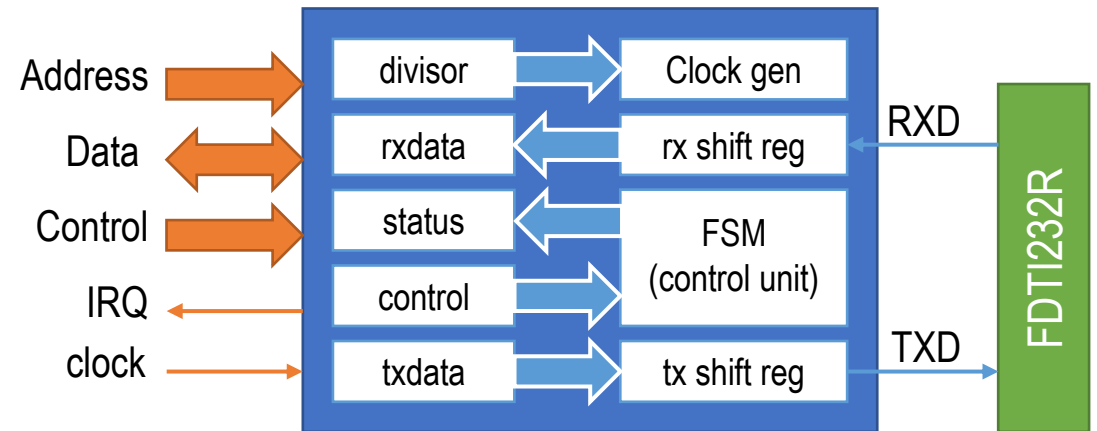 Address
Data
Control
IRQ
clock
divisor
rxdata
status
control
txdata
Clock gen
rx shift reg
FSM
(control unit)
tx shift reg
RXD
TXD
FDTI232R